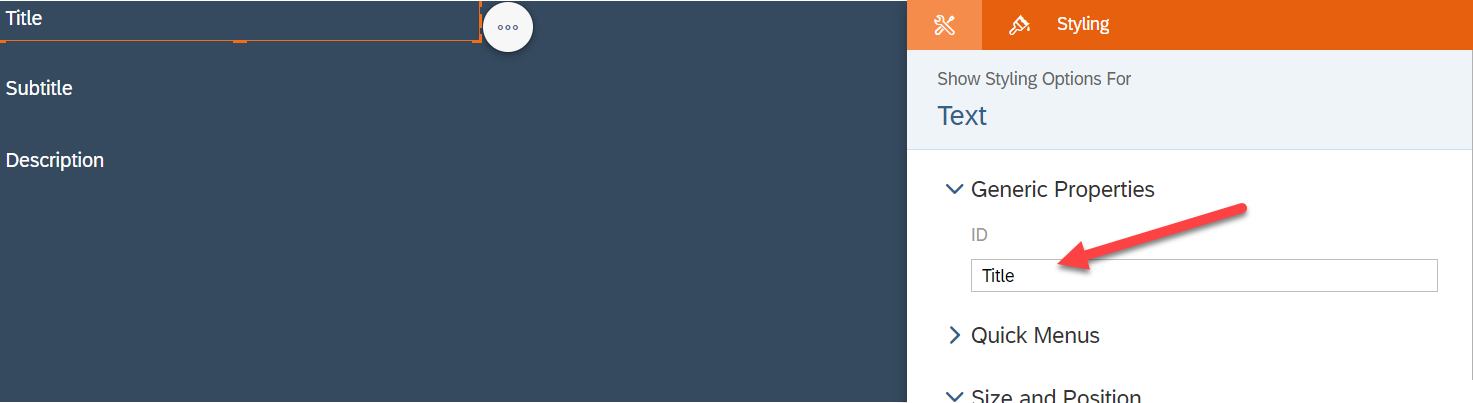 Title
Subtitle
Description
Styling
Show Styling Options For
Text
Generic Properties
ID
Title
Quick Menus
Size and Position